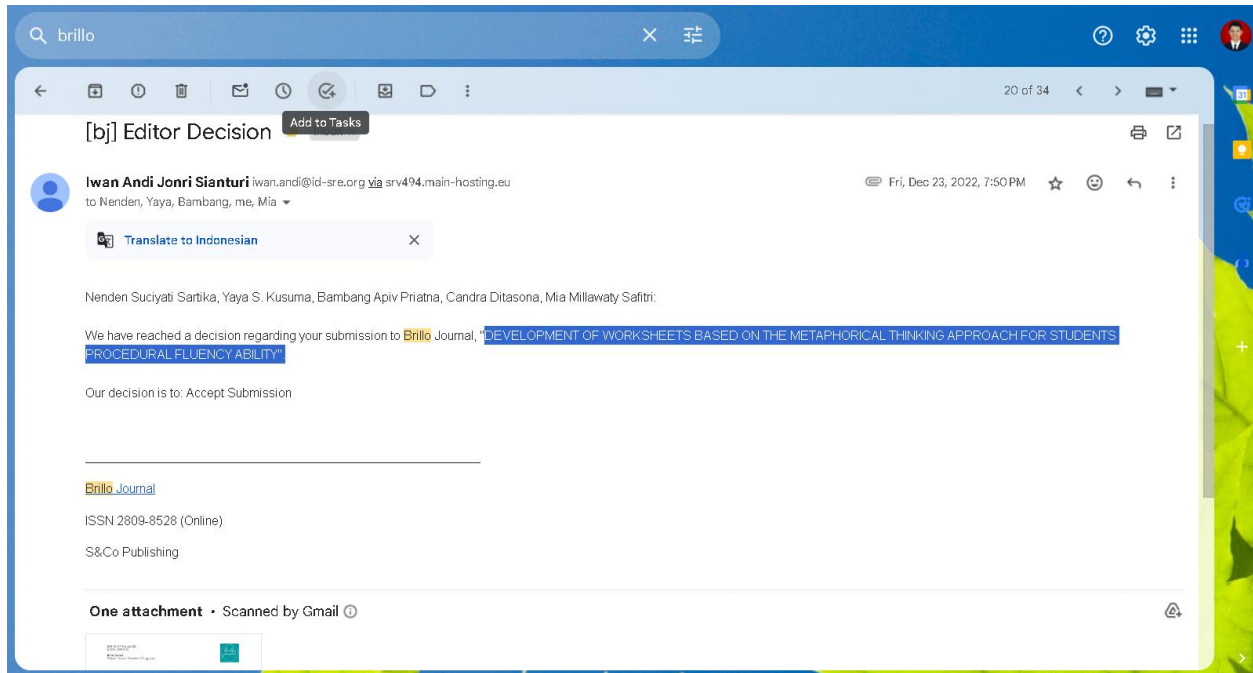 brillo
20 of 34
Add to Tasks
[bj] Editor Decision
Iwan Andi Jonri Sianturi iwan.andi@id-sre.org via srv494.main-hosting.eu
Fri, Dec 23, 2022, 7:50 PM
to Nenden, Yaya, Bambang, me, Mia
Translate to Indonesian
Nenden Suciyati Sartika, Yaya S. Kusuma, Bambang Apiv Priatna, Candra Ditasona, Mia Millawaty Safitri:
We have reached a decision regarding your submission to Brillo Journal, "DEVELOPMENT OF WORKSHEETS BASED ON THE METAPHORICAL THINKING APPROACH FOR STUDENTS
PROCEDURAL FLUENCY ABILITY".
Our decision is to: Accept Submission
Brillo Journal
ISSN 2809-8528 (Online)
S&Co Publishing
One attachment • Scanned by Gmail
31